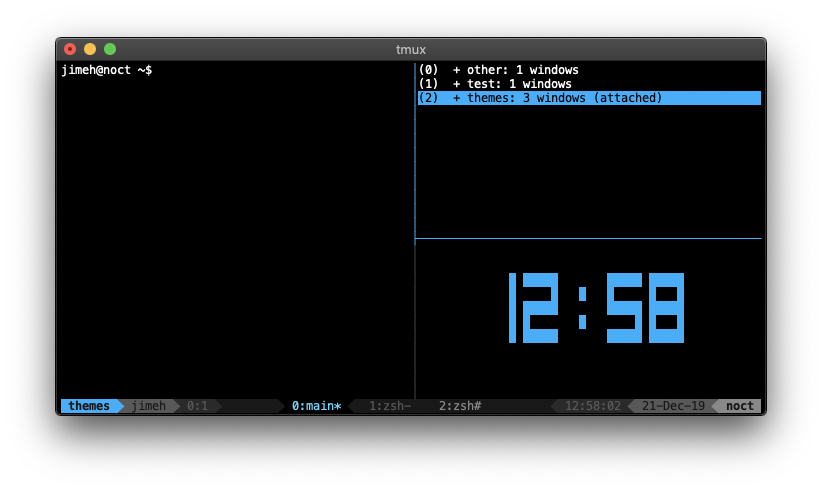 tmux
jimeh@noct ~$
(0)  + other: 1 windows
(1)  + test: 1 windows
(2)  + themes: 3 windows (attached)
12:58
themes jimeh 0:1 0:main* 1:zsh- 2:zsh# 12:58:02 21-Dec-19 noct